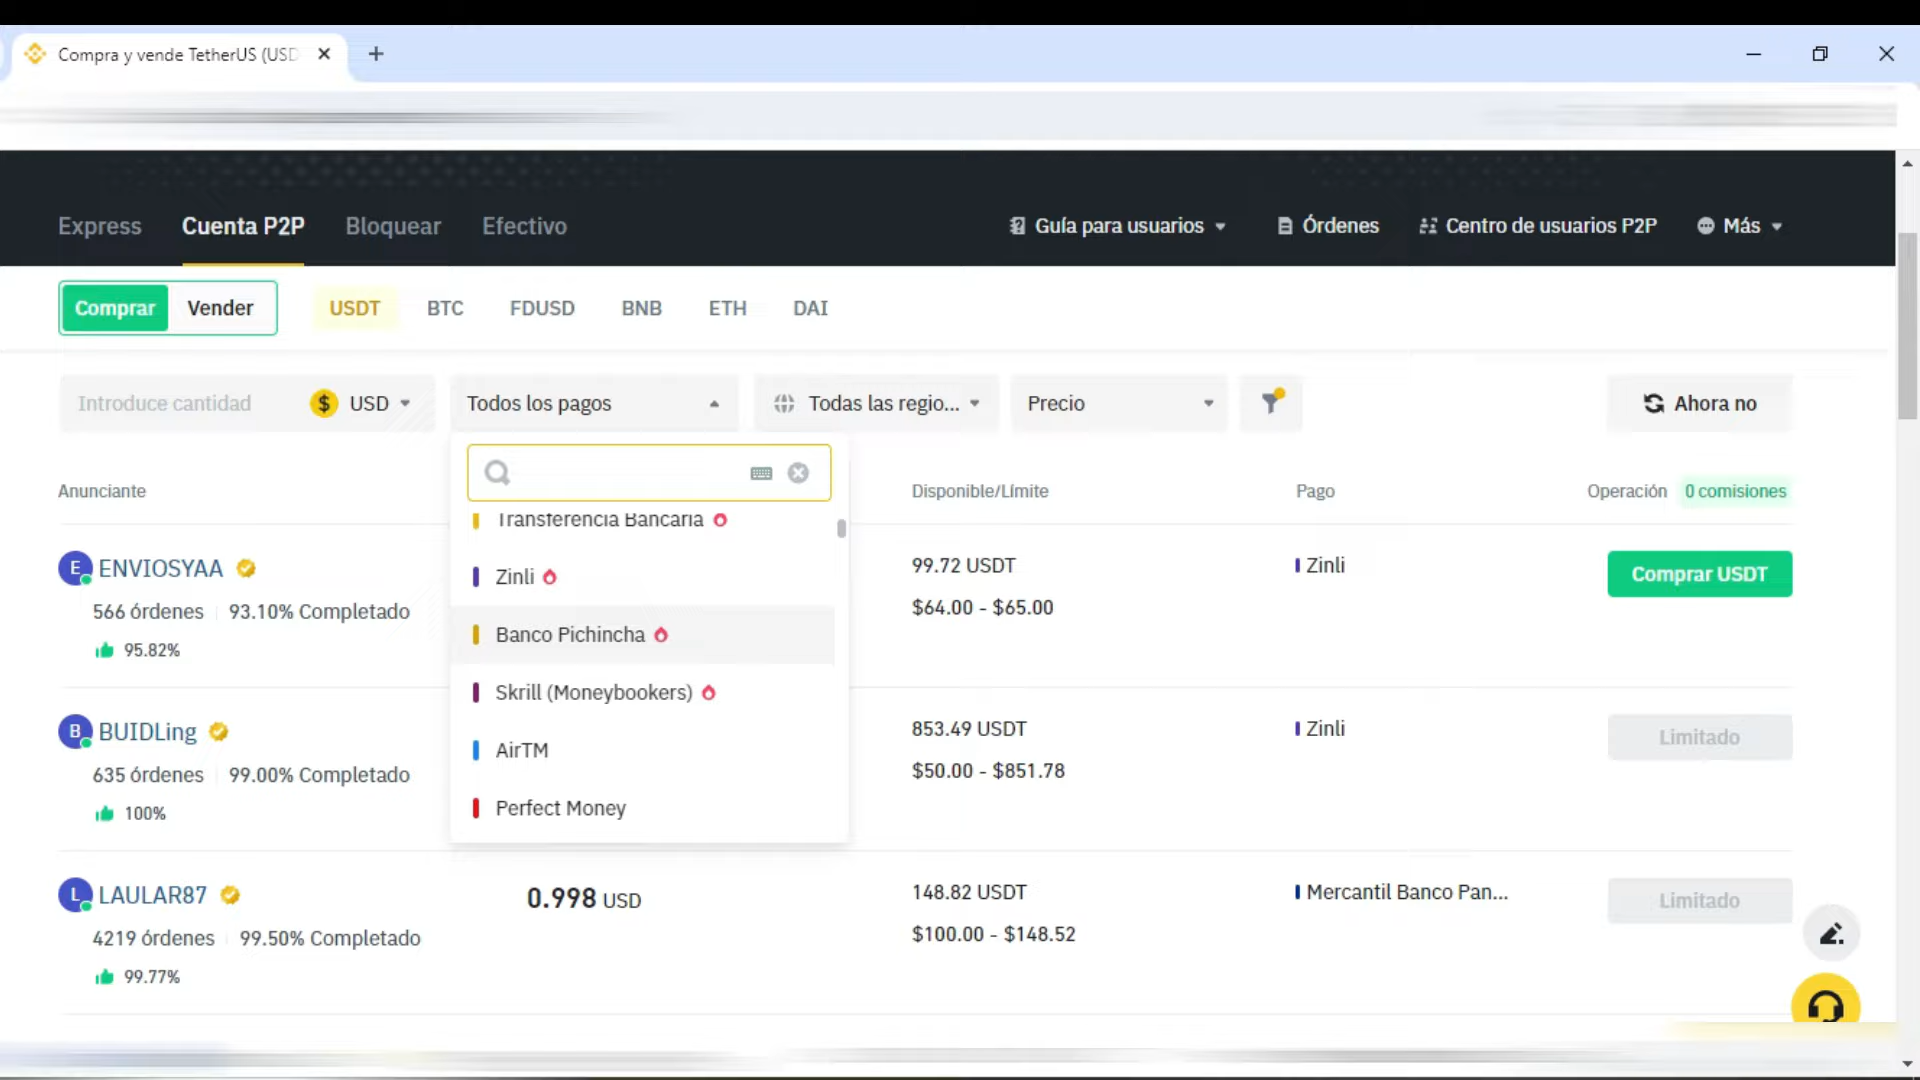 Compra y vende TetherUS (USD
Express Cuenta P2P Bloquear Efectivo Guía para usuarios Órdenes Centro de usuarios P2P Más
Comprar Vender USDT BTC FDUSD BNB ETH DAI
Introduce cantidad $ USD Todos los pagos Todas las regio... Precio Ahora no
Anunciante Disponible/Límite Pago Operación 0 comisiones
Transferencia Bancaria
Zinli
Banco Pichincha
Skrill (Moneybookers)
AirTM
Perfect Money
E ENVIOSYAA 99.72 USDT Zinli Comprar USDT
566 órdenes 93.10% Completado $64.00 - $65.00
95.82%
B BUIDLing 853.49 USDT Zinli Limitado
635 órdenes 99.00% Completado $50.00 - $851.78
100%
L LAULAR87 0.998 USD 148.82 USDT Mercantil Banco Pan... Limitado
4219 órdenes 99.50% Completado $100.00 - $148.52
99.77%